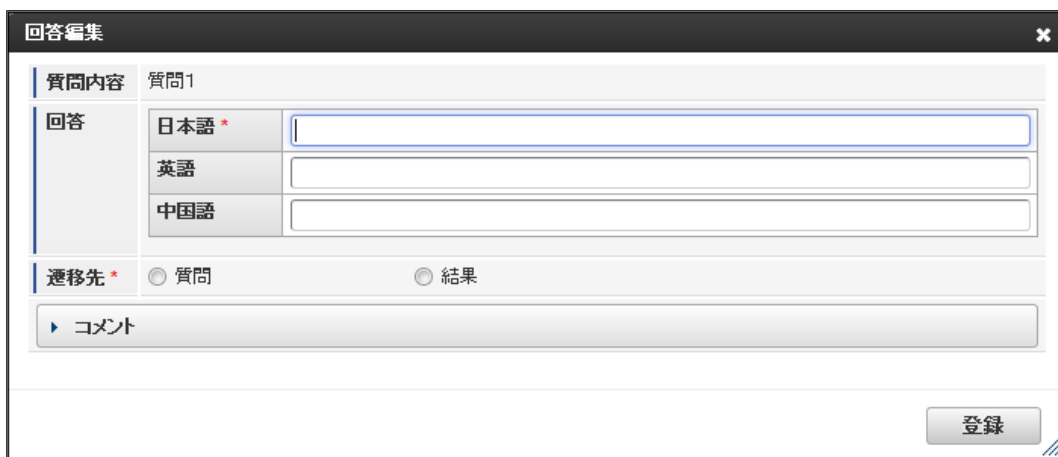 回答編集
質問内容 質問1
回答 日本語 *
英語
中国語
遷移先 * 質問 結果
コメント
登録